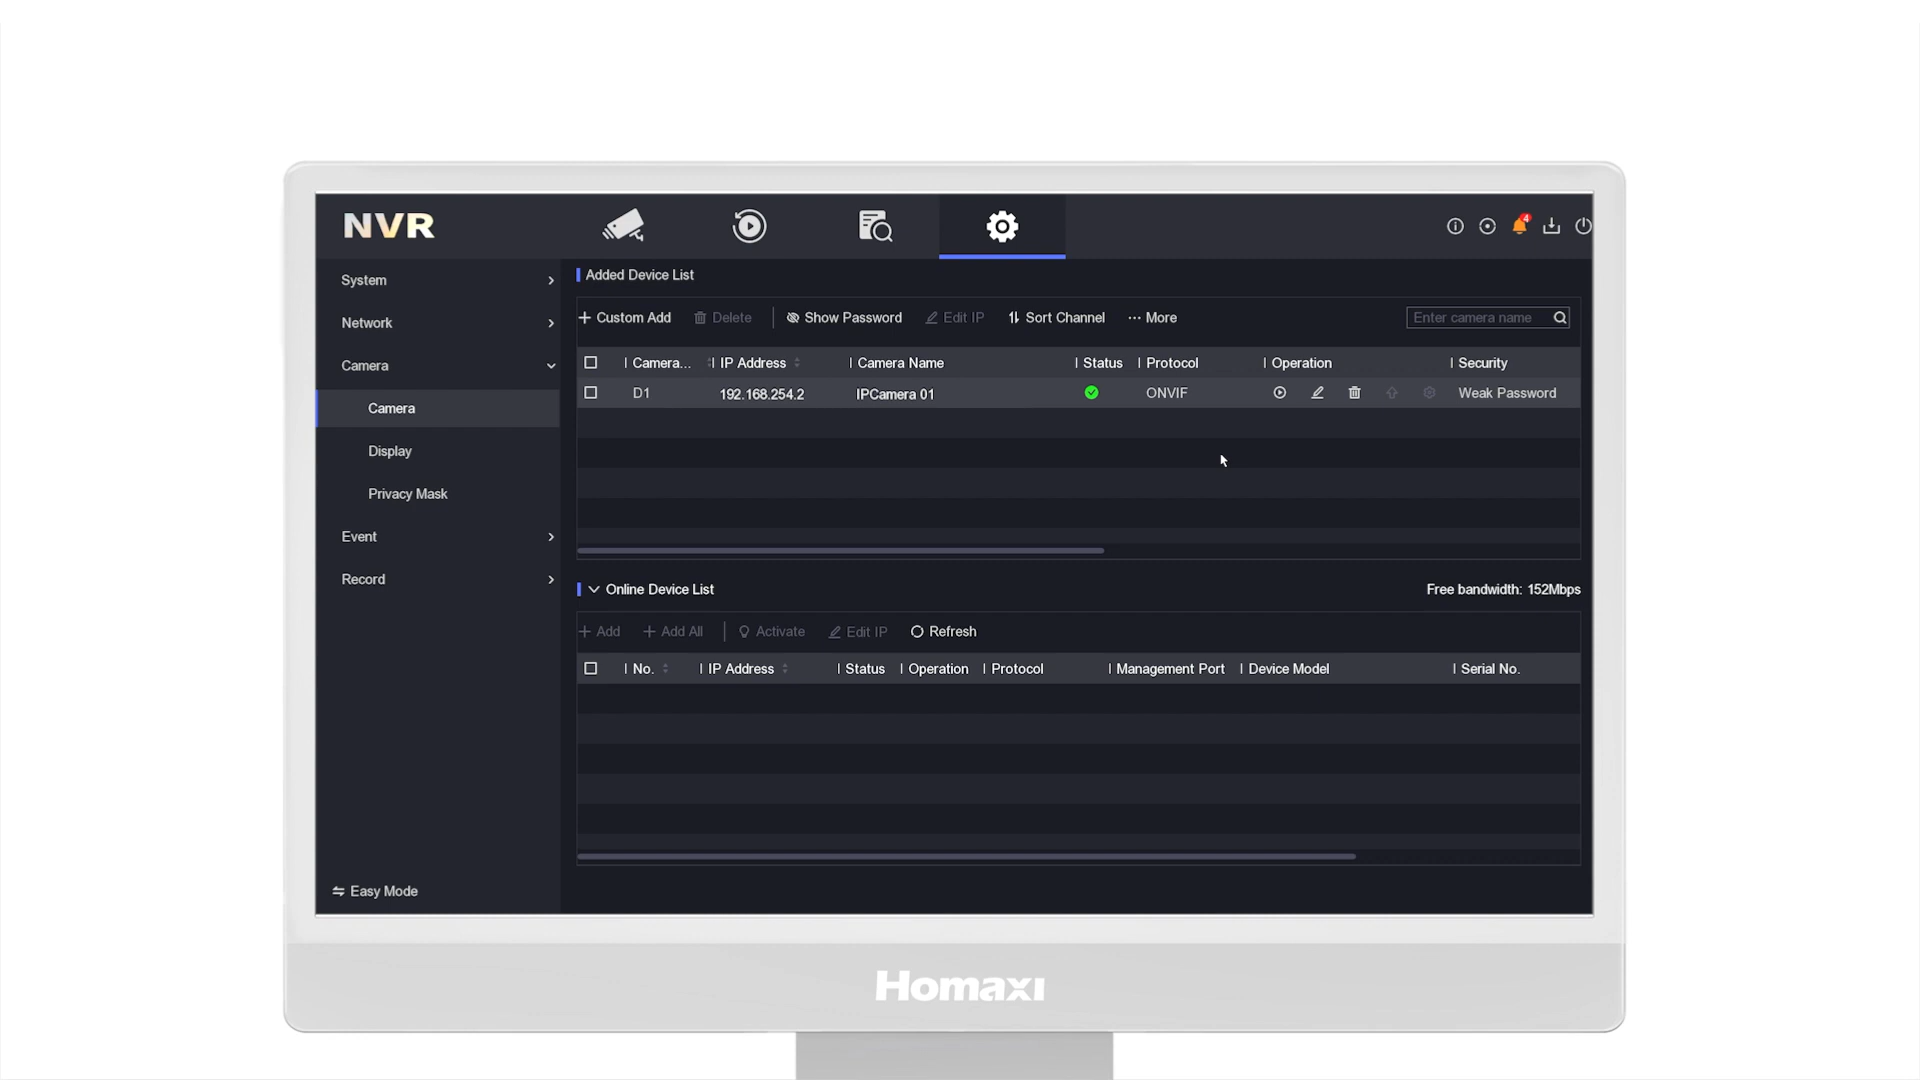 NVR
4
System
Network
Camera
Camera
Display
Privacy Mask
Event
Record
Easy Mode
Added Device List
Custom Add Delete Show Password Edit IP Sort Channel ··· More Enter camera name
Camera... IP Address Camera Name Status Protocol Operation Security
D1 192.168.254.2 IPCamera 01 ONVIF Weak Password
Online Device List Free bandwidth: 152Mbps
Add Add All Activate Edit IP Refresh
No. IP Address Status Operation Protocol Management Port Device Model Serial No.
Homaxi